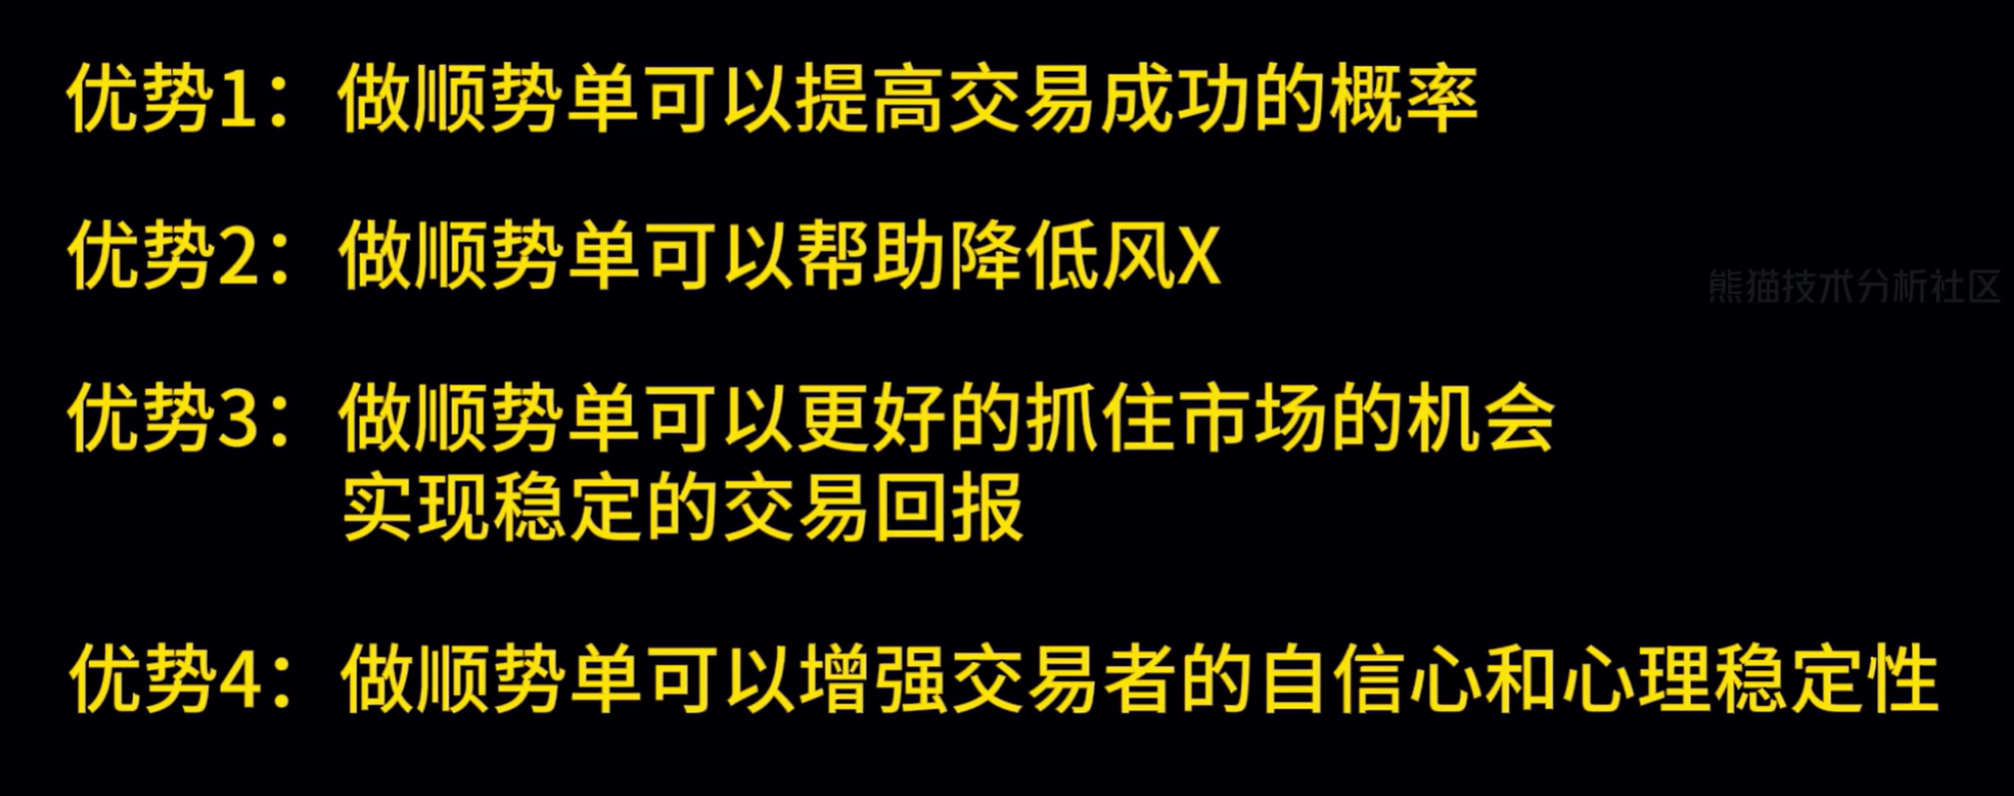 优势1：做顺势单可以提高交易成功的概率
优势2：做顺势单可以帮助降低风X
熊猫技术分析社区
优势3：做顺势单可以更好的抓住市场的机会
实现稳定的交易回报
优势4：做顺势单可以增强交易者的自信心和心理稳定性